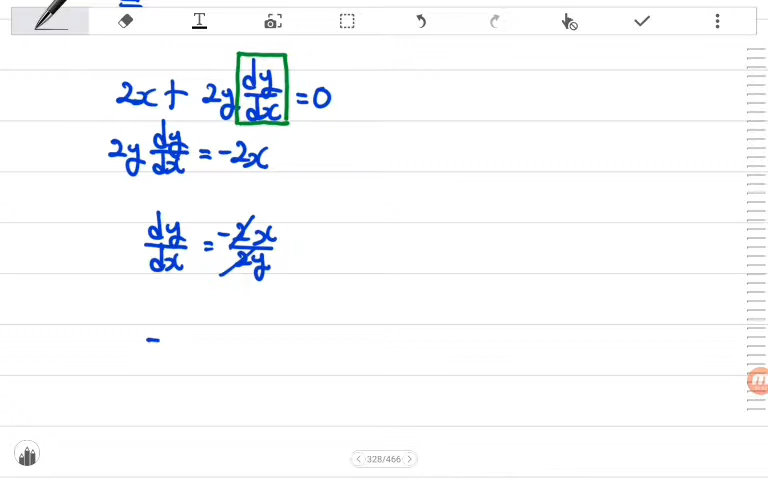 T
2x + 2y dy/dx = 0
2y dy/dx = -2x
dy/dx = -2x/2y
-
328/466